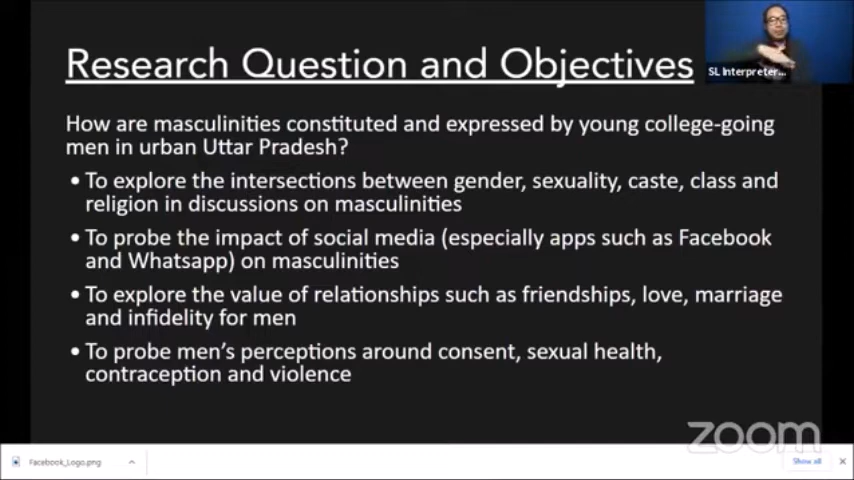 Research Question and Objectives
SL Interpreter...
How are masculinities constituted and expressed by young college-going
men in urban Uttar Pradesh?
• To explore the intersections between gender, sexuality, caste, class and
religion in discussions on masculinities
• To probe the impact of social media (especially apps such as Facebook
and Whatsapp) on masculinities
• To explore the value of relationships such as friendships, love, marriage
and infidelity for men
• To probe men's perceptions around consent, sexual health,
contraception and violence
zoom
Facebook_Logo.png
Show all